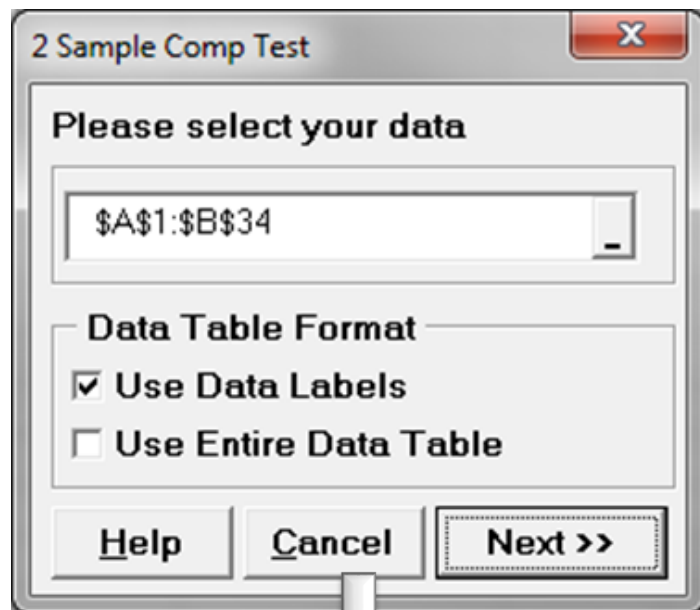 2 Sample Comp Test
Please select your data
$A$1:$B$34
Data Table Format
Use Data Labels
Use Entire Data Table
Help Cancel Next >>